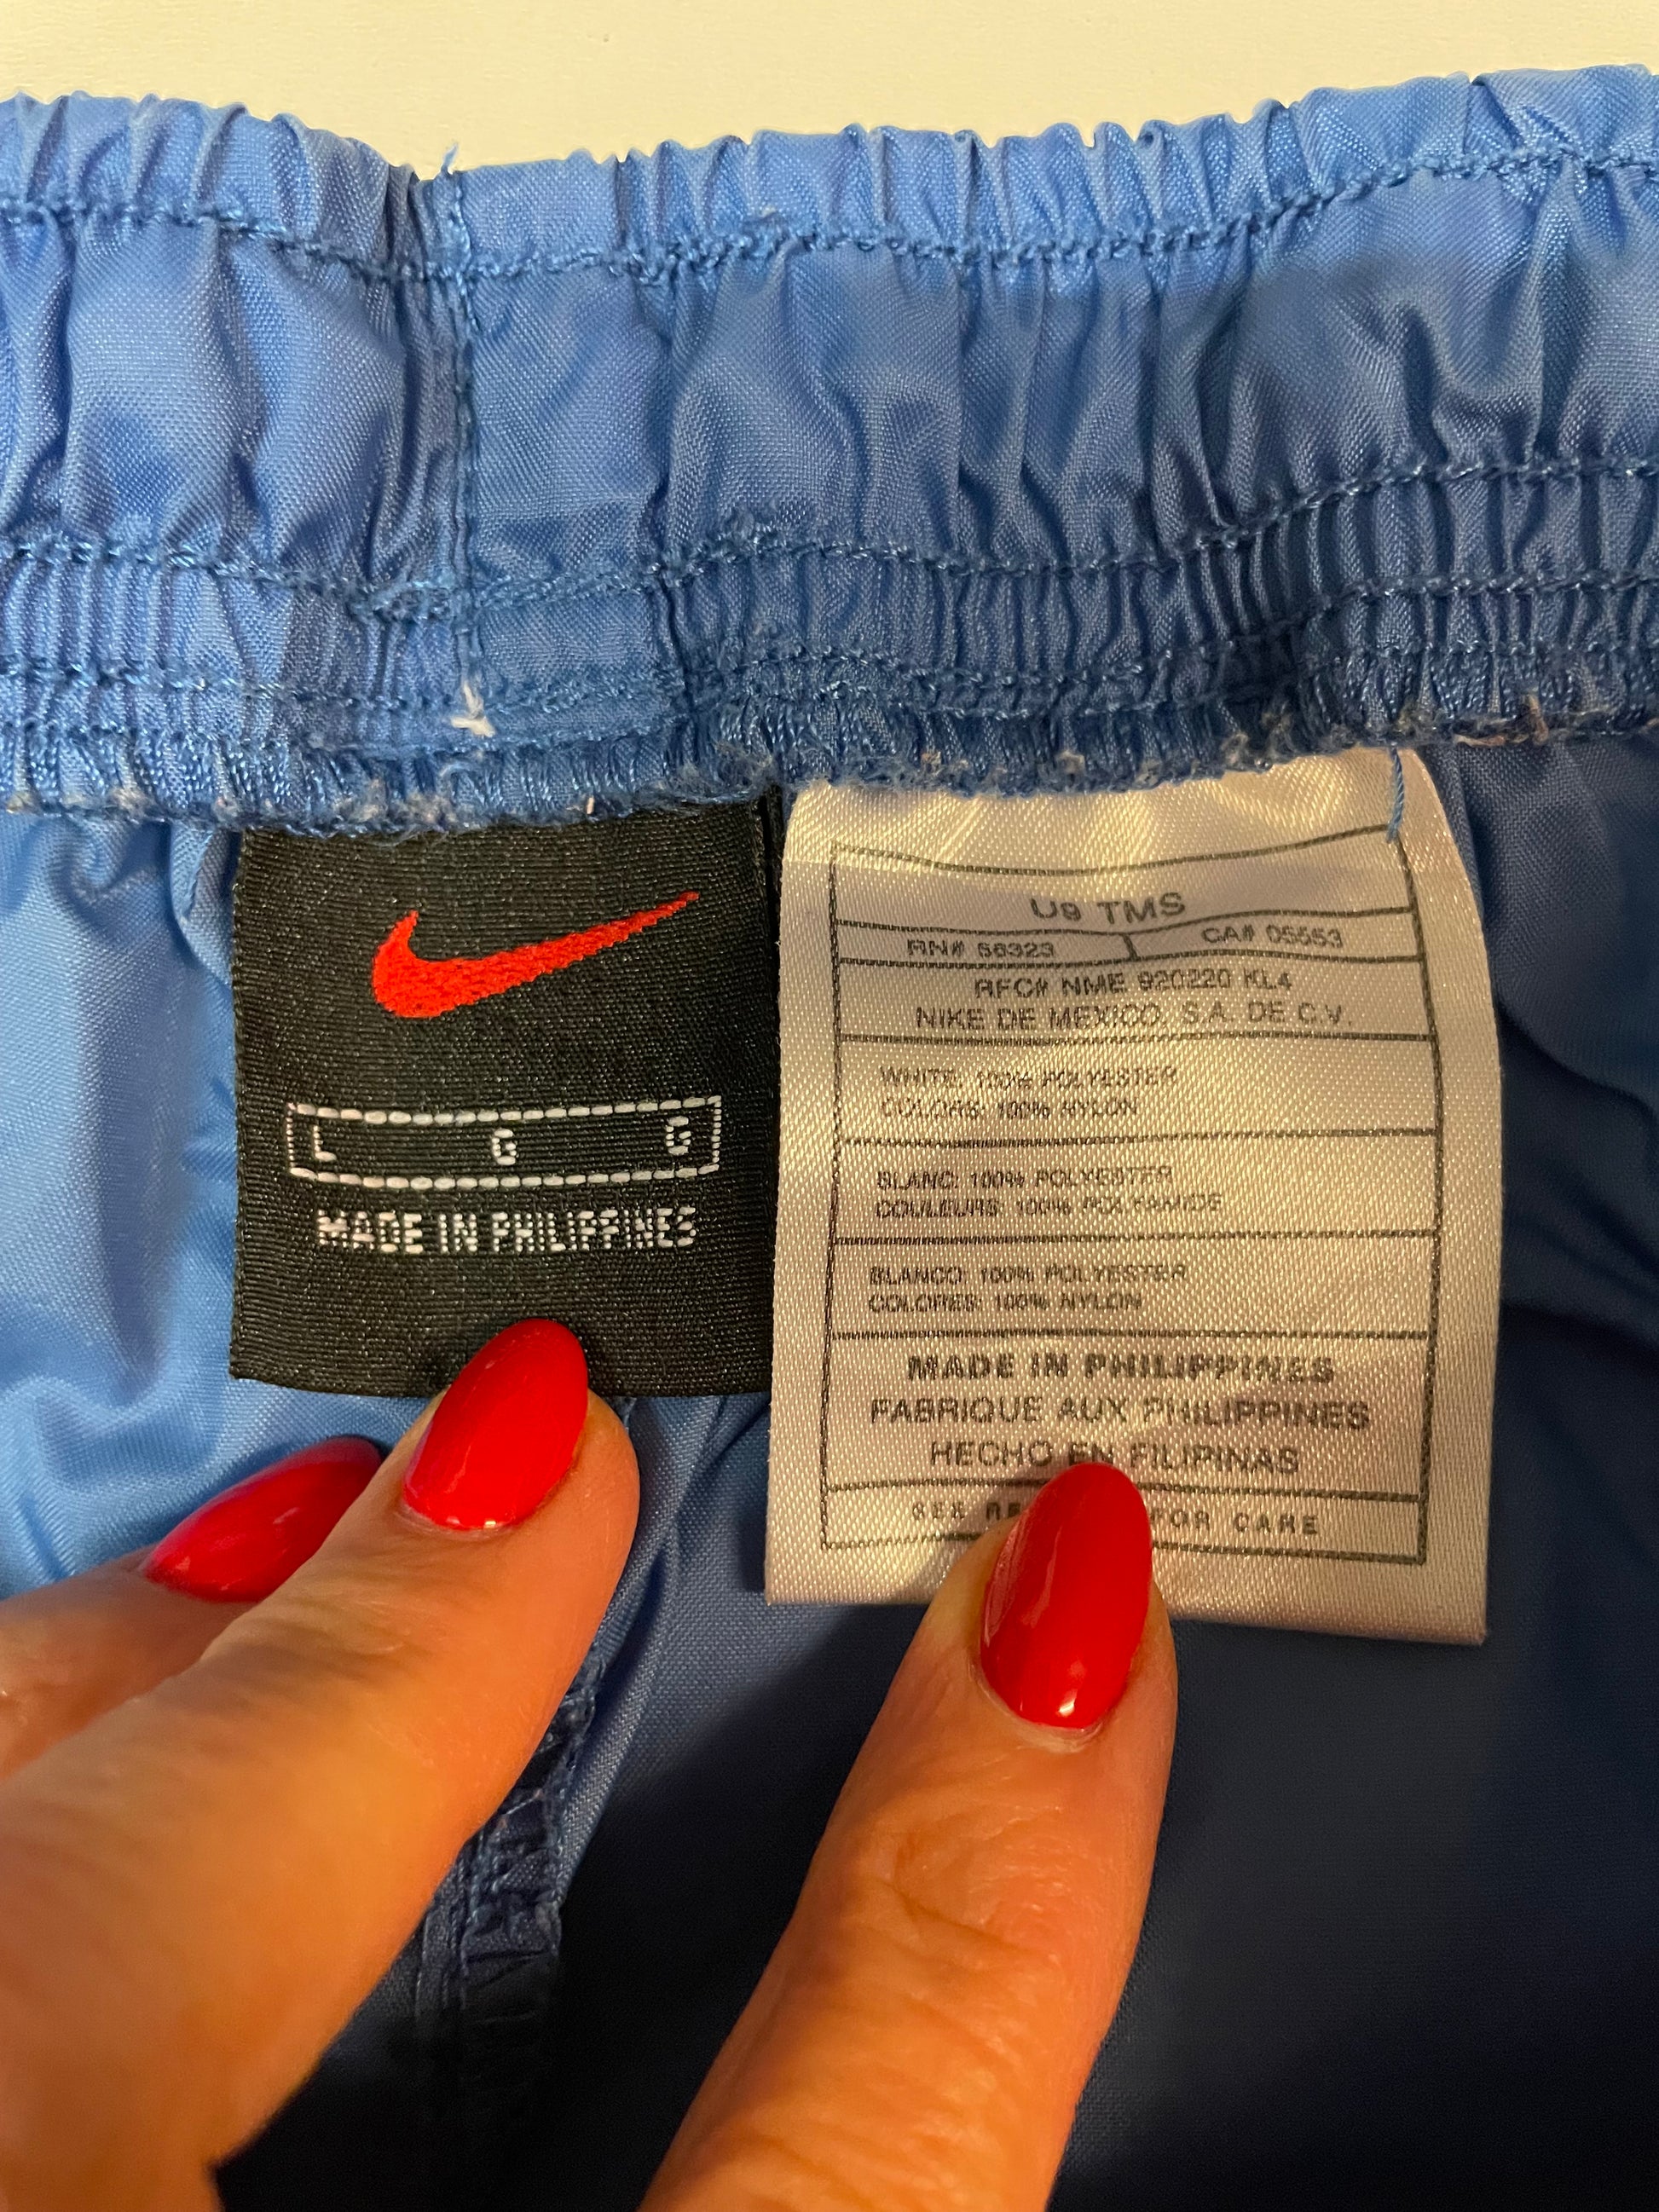 L G G
MADE IN PHILIPPINES
U9 TMS
RN# 56323 CA# 05553
RFC# NME 920220 KL4
NIKE DE MEXICO, S.A. DE C.V.
WHITE: 100% POLYESTER
COLORS: 100% NYLON
BLANC: 100% POLYESTER
COULEURS: 100% POLYAMIDE
BLANCO: 100% POLYESTER
COLORES: 100% NYLON
MADE IN PHILIPPINES
FABRIQUE AUX PHILIPPINES
HECHO EN FILIPINAS
SEE FOR CARE